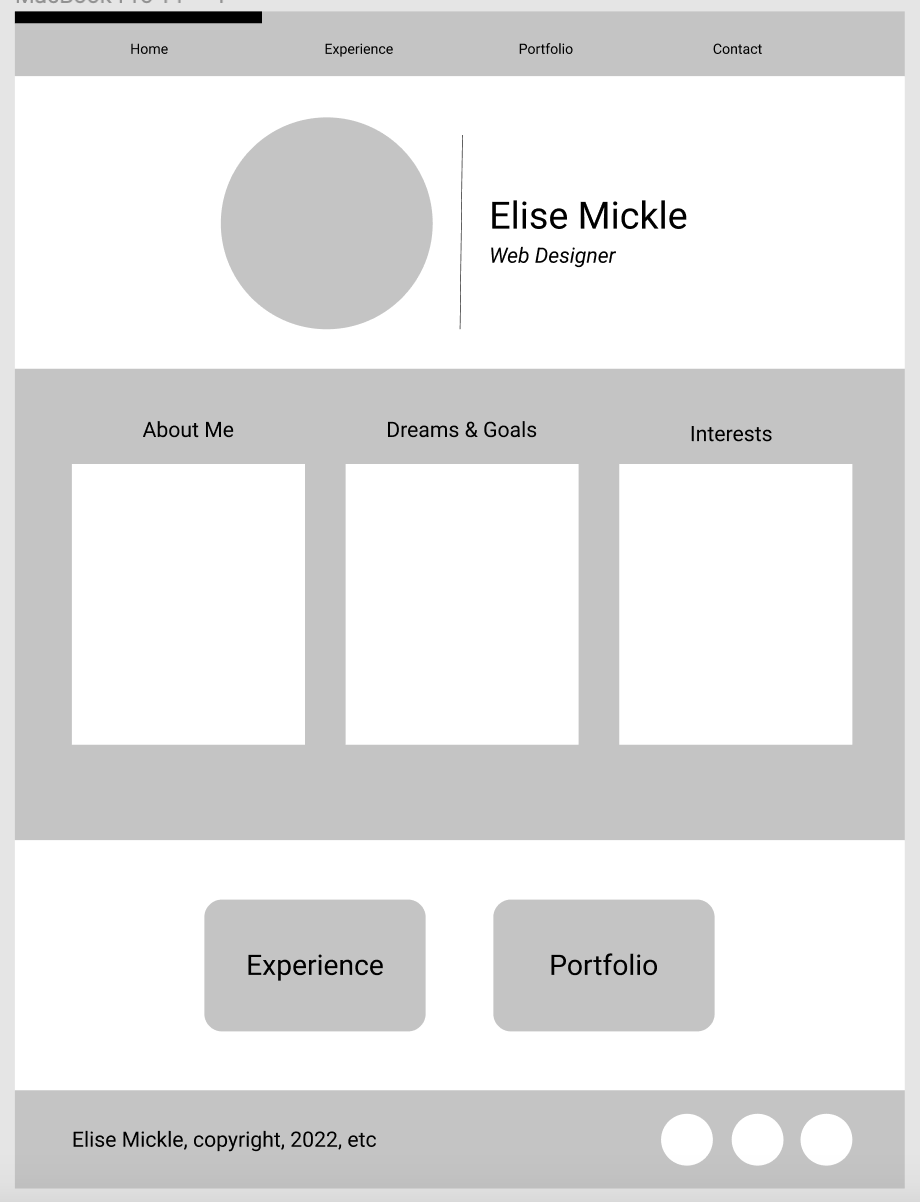 Home Experience Portfolio Contact
Elise Mickle
Web Designer
About Me Dreams & Goals Interests
Experience Portfolio
Elise Mickle, copyright, 2022, etc